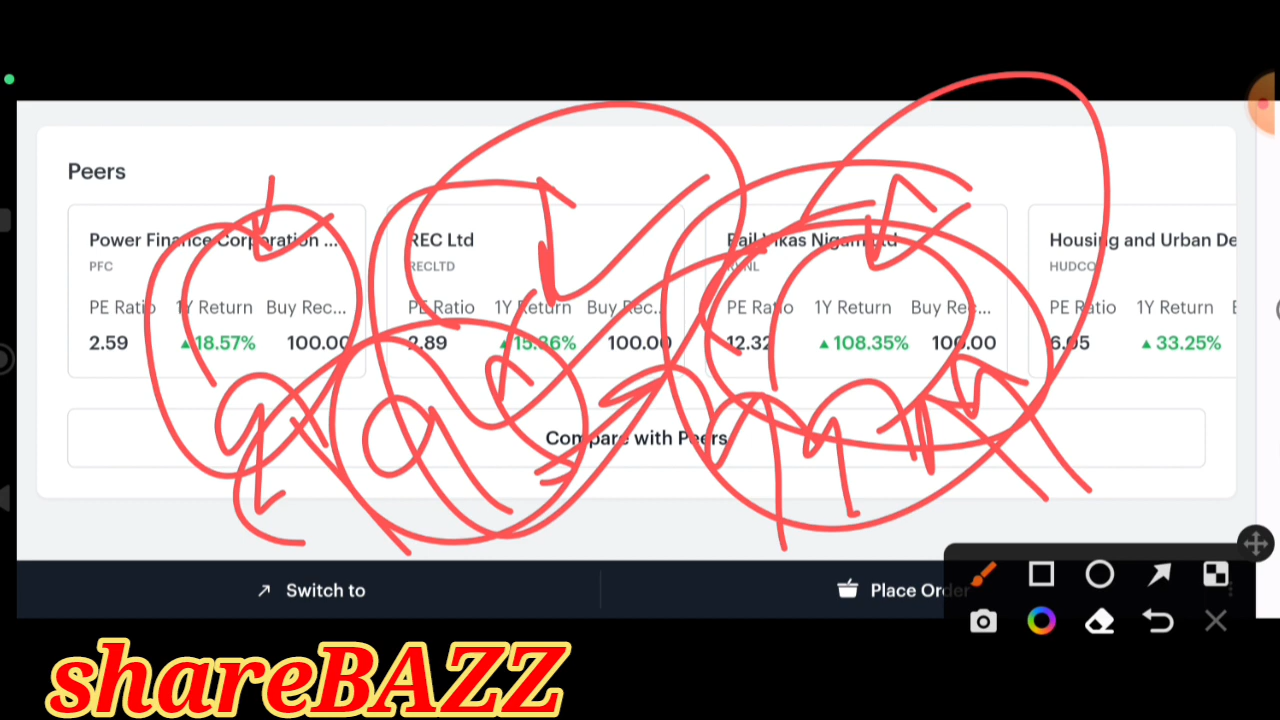 Peers
Power Finance Corporation ...
PFC
PE Ratio 1Y Return Buy Rec...
2.59 ▲18.57% 100.00
REC Ltd
RECLTD
PE Ratio 1Y Return Buy Rec...
2.89 100.00
Rail Vikas Nigam Ltd
PE Ratio 1Y Return Buy Rec...
12.32 ▲108.35% 100.00
Housing and Urban De
HUDCO
PE Ratio 1Y Return
▲33.25%
Compare with Peers
Switch to
Place Order
shareBAZZ